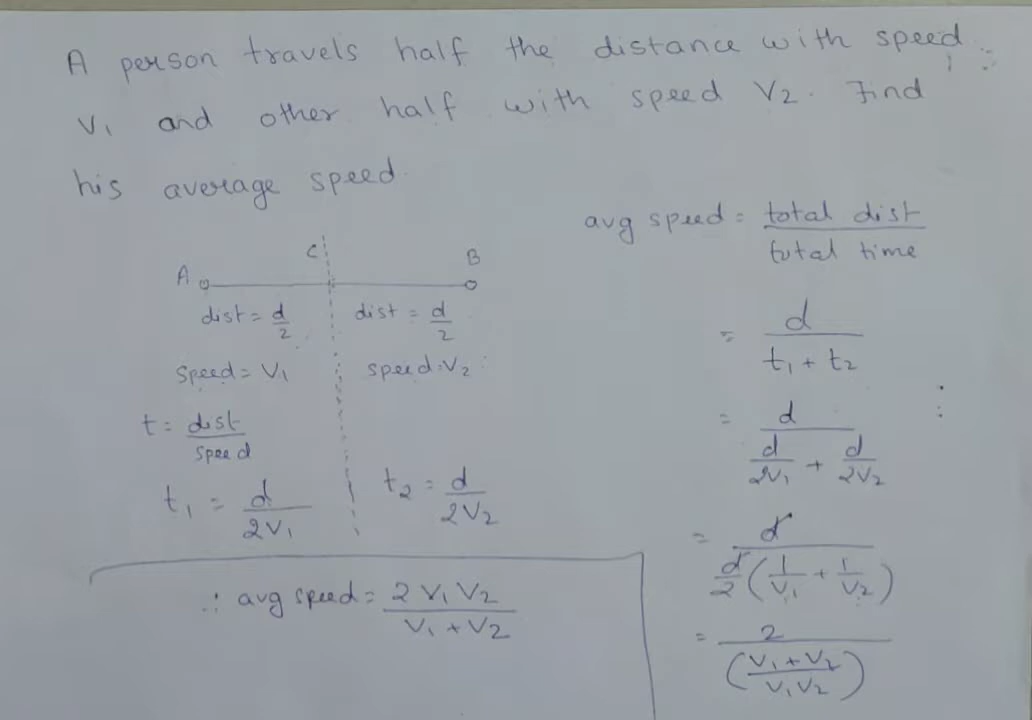 A person travels half the distance with speed
V₁ and other half with speed V₂. Find
his average speed.
A C B
dist = d/2 dist = d/2
Speed = V₁ speed = V₂
t = dist/speed
t₁ = d/2V₁ t₂ = d/2V₂
∴ avg speed = 2V₁V₂/V₁+V₂
avg speed = total dist/total time
= d/t₁+t₂
= d/(d/2V₁ + d/2V₂)
= d/(d/2(1/V₁ + 1/V₂))
= 2/((V₁+V₂)/V₁V₂)